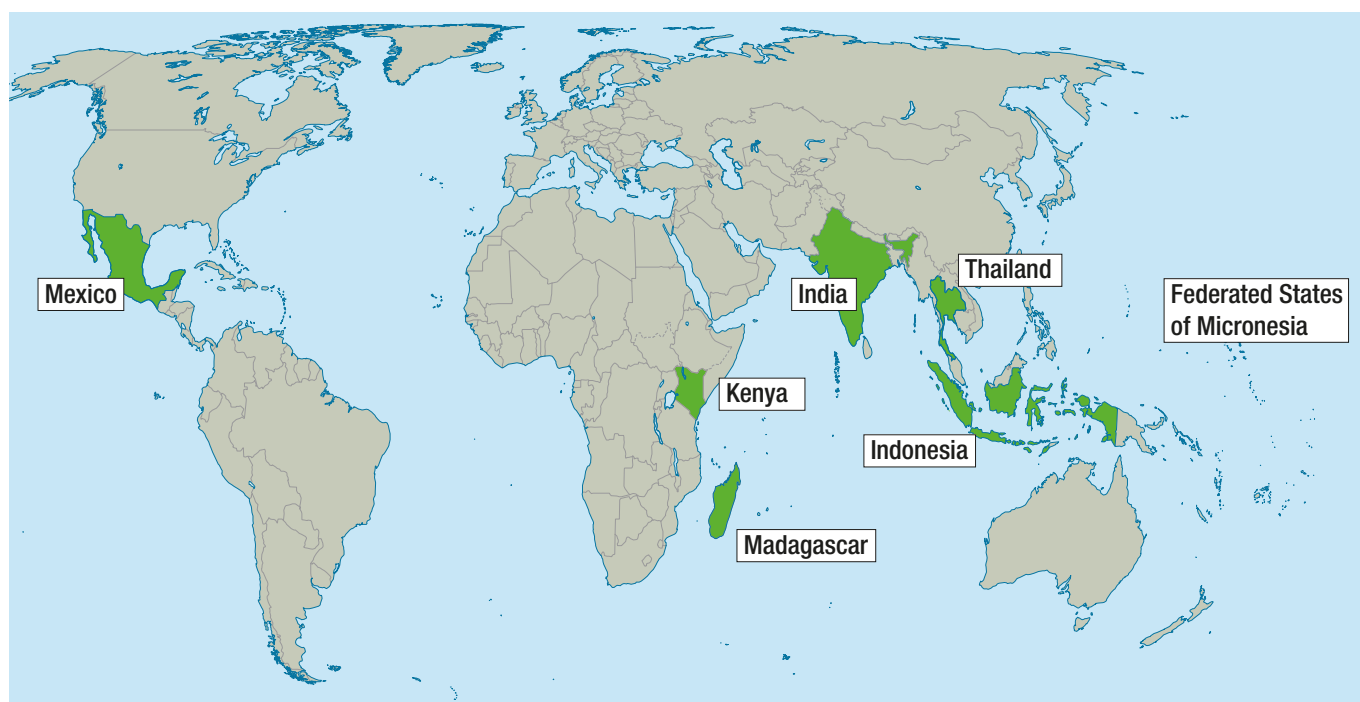 Mexico
India
Thailand
Federated States
of Micronesia
Kenya
Indonesia
Madagascar